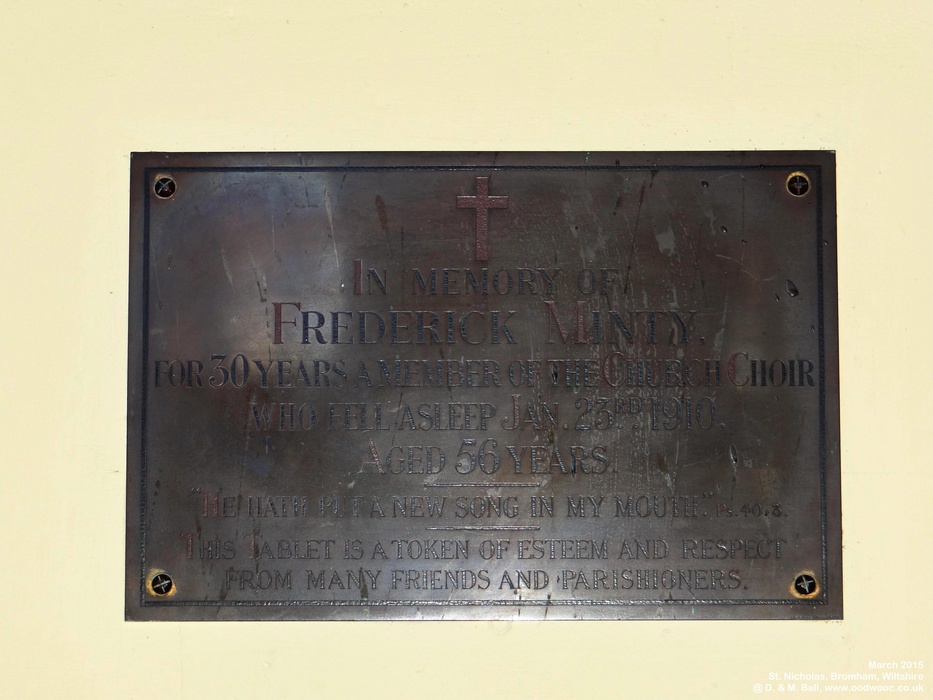 In memory of
Frederick Minty.
for 30 years a member of the Church Choir
who fell asleep Jan. 23rd. 1910.
Aged 56 years.
"He hath put a new song in my mouth". Ps. 40.3.
This Tablet is a token of esteem and respect
from many friends and parishioners.
March 2015
St. Nicholas, Bromham, Wiltshire
@ D. & M. Ball, www.oodwooc.co.uk